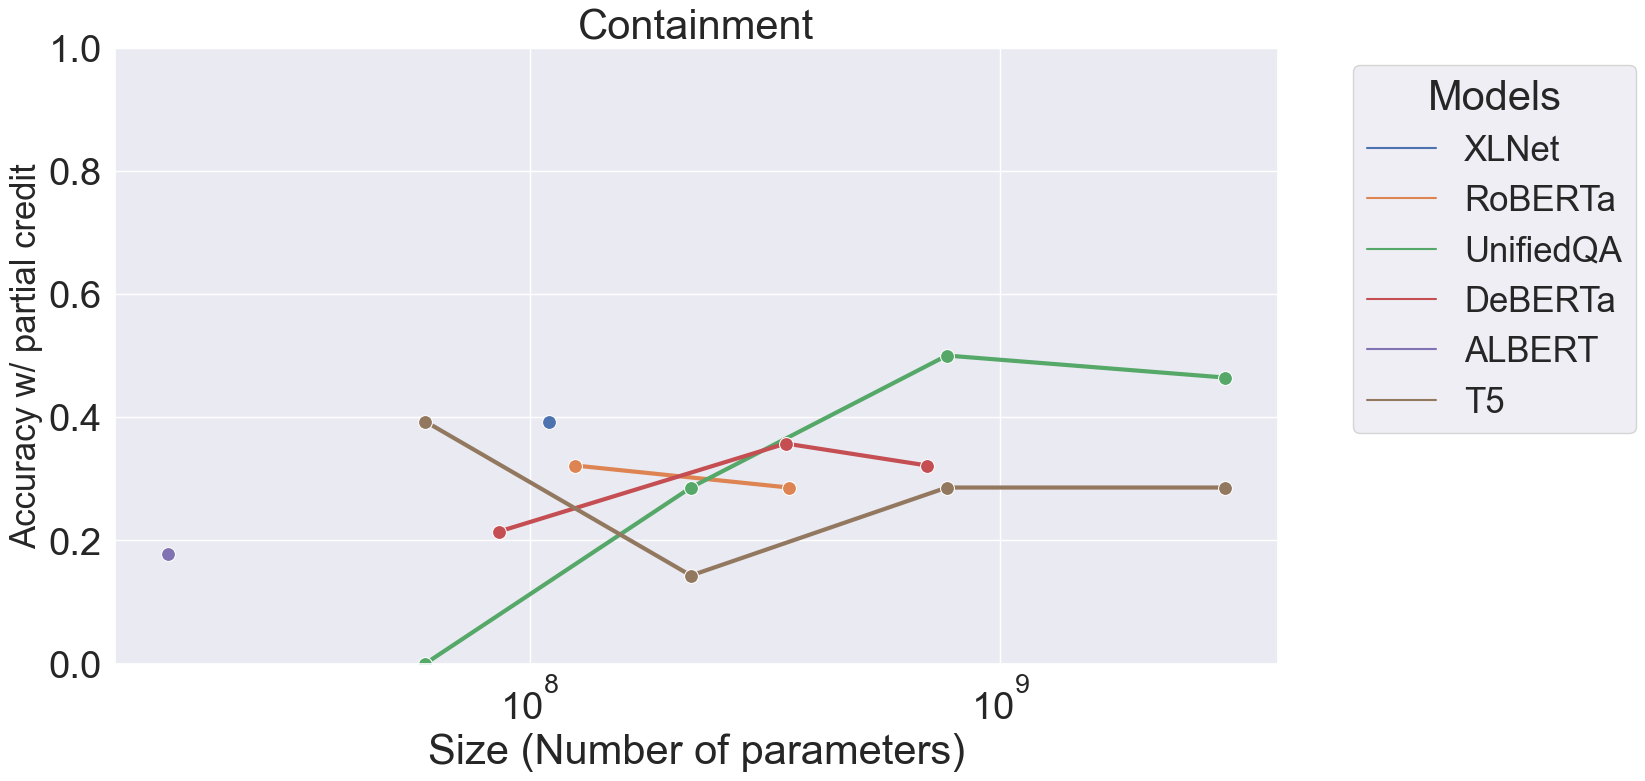 Containment
Accuracy w/ partial credit
1.0
0.8
0.6
0.4
0.2
0.0
10^8
10^9
Size (Number of parameters)
Models
XLNet
RoBERTa
UnifiedQA
DeBERTa
ALBERT
T5